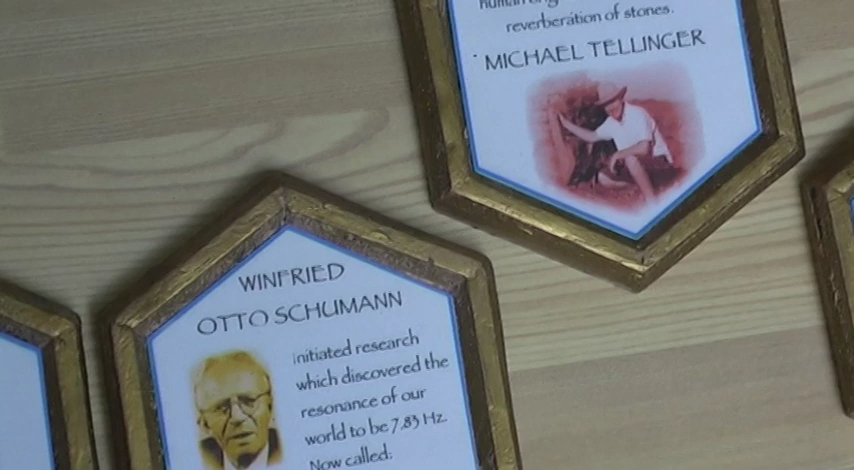 human
reverberation of stones.
MICHAEL TELLINGER
WINFRIED
OTTO SCHUMANN
initiated research
which discovered the
resonance of our
world to be 7.83 Hz.
Now called: